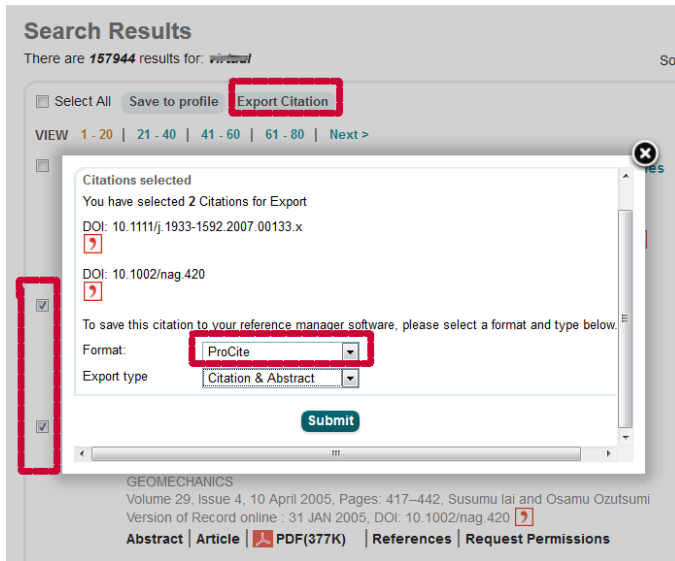 Search Results
There are 157944 results for:
So
Select All Save to profile Export Citation
VIEW 1 - 20 | 21 - 40 | 41 - 60 | 61 - 80 | Next >
Citations selected
You have selected 2 Citations for Export
DOI: 10.1111/j.1933-1592.2007.00133.x
DOI: 10.1002/nag.420
To save this citation to your reference manager software, please select a format and type below.
Format: ProCite
Export type Citation & Abstract
Submit
GEOMECHANICS
Volume 29, Issue 4, 10 April 2005, Pages: 417–442, Susumu Iai and Osamu Ozutsumi
Version of Record online : 31 JAN 2005, DOI: 10.1002/nag.420
Abstract | Article | PDF(377K) | References | Request Permissions